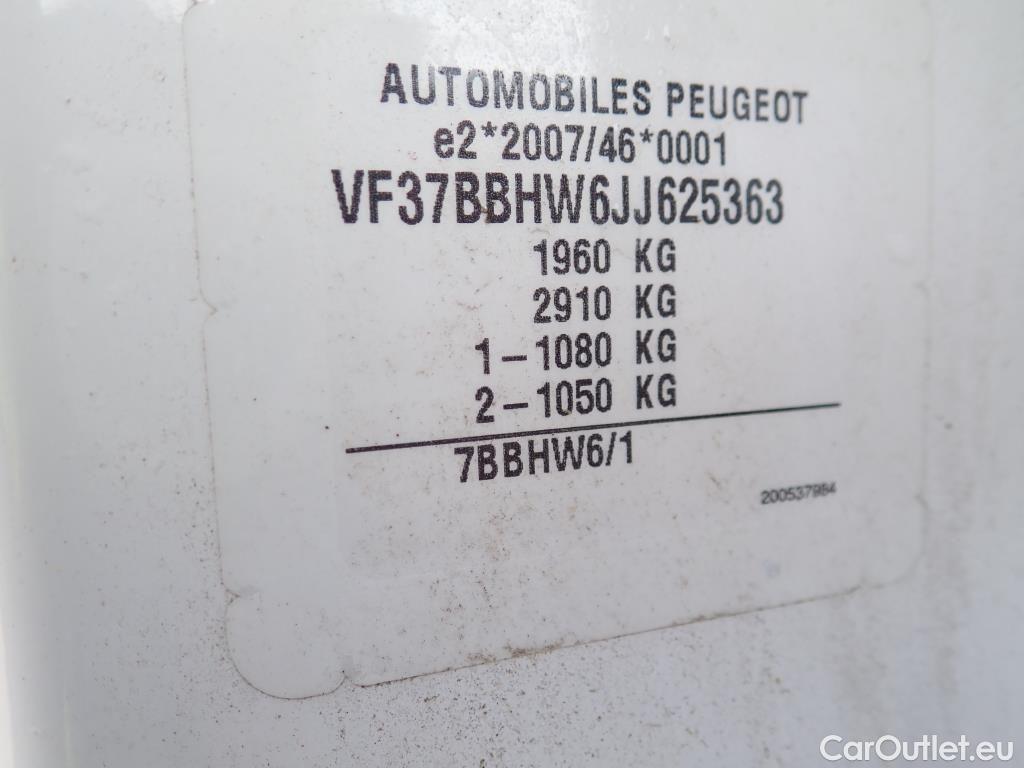 AUTOMOBILES PEUGEOT
e2*2007/46*0001
VF37BBHW6JJ625363
1960 KG
2910 KG
1-1080 KG
2-1050 KG
7BBHW6/1
200537984
CarOutlet.eu